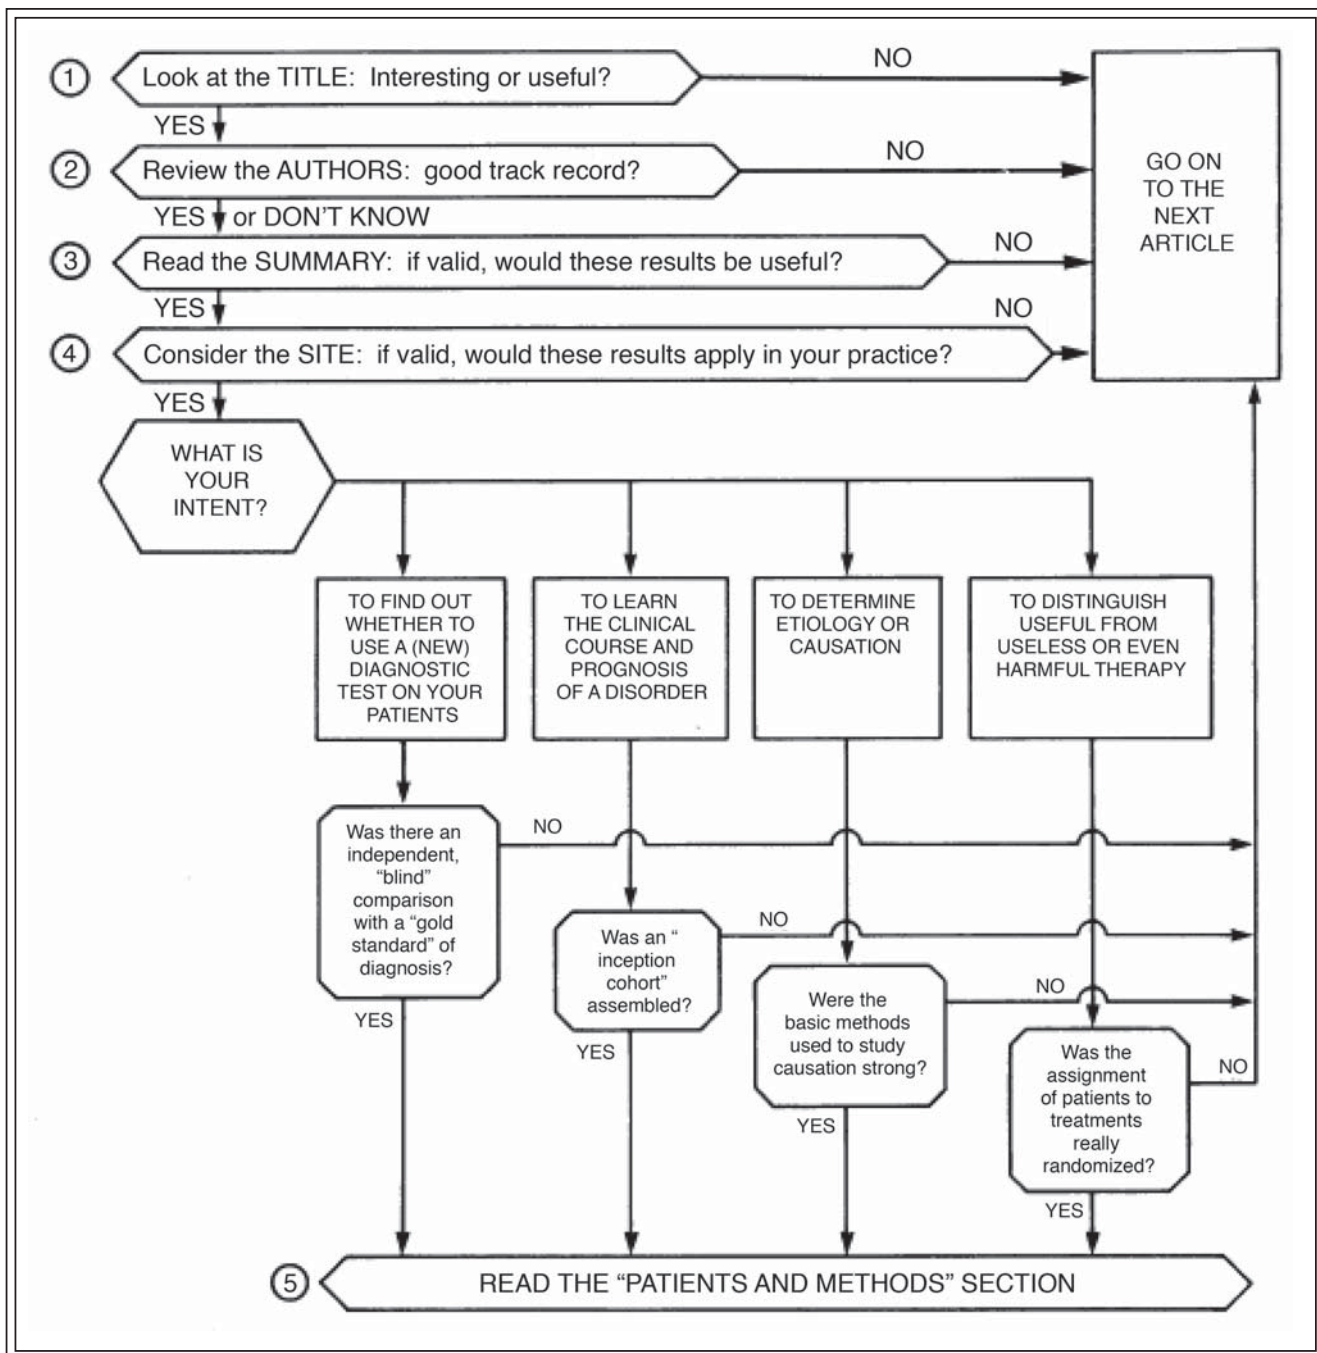 1 Look at the TITLE: Interesting or useful?
NO
YES
2 Review the AUTHORS: good track record?
NO
YES or DON'T KNOW
3 Read the SUMMARY: if valid, would these results be useful?
NO
YES
4 Consider the SITE: if valid, would these results apply in your practice?
NO
YES
GO ON
TO THE
NEXT
ARTICLE
WHAT IS
YOUR
INTENT?
TO FIND OUT
WHETHER TO
USE A (NEW)
DIAGNOSTIC
TEST ON YOUR
PATIENTS
TO LEARN
THE CLINICAL
COURSE AND
PROGNOSIS
OF A DISORDER
TO DETERMINE
ETIOLOGY OR
CAUSATION
TO DISTINGUISH
USEFUL FROM
USELESS OR EVEN
HARMFUL THERAPY
Was there an
independent,
“blind”
comparison
with a “gold
standard” of
diagnosis?
NO
YES
Was an “
inception
cohort”
assembled?
NO
YES
Were the
basic methods
used to study
causation strong?
NO
YES
Was the
assignment
of patients to
treatments
really
randomized?
NO
YES
5 READ THE “PATIENTS AND METHODS” SECTION